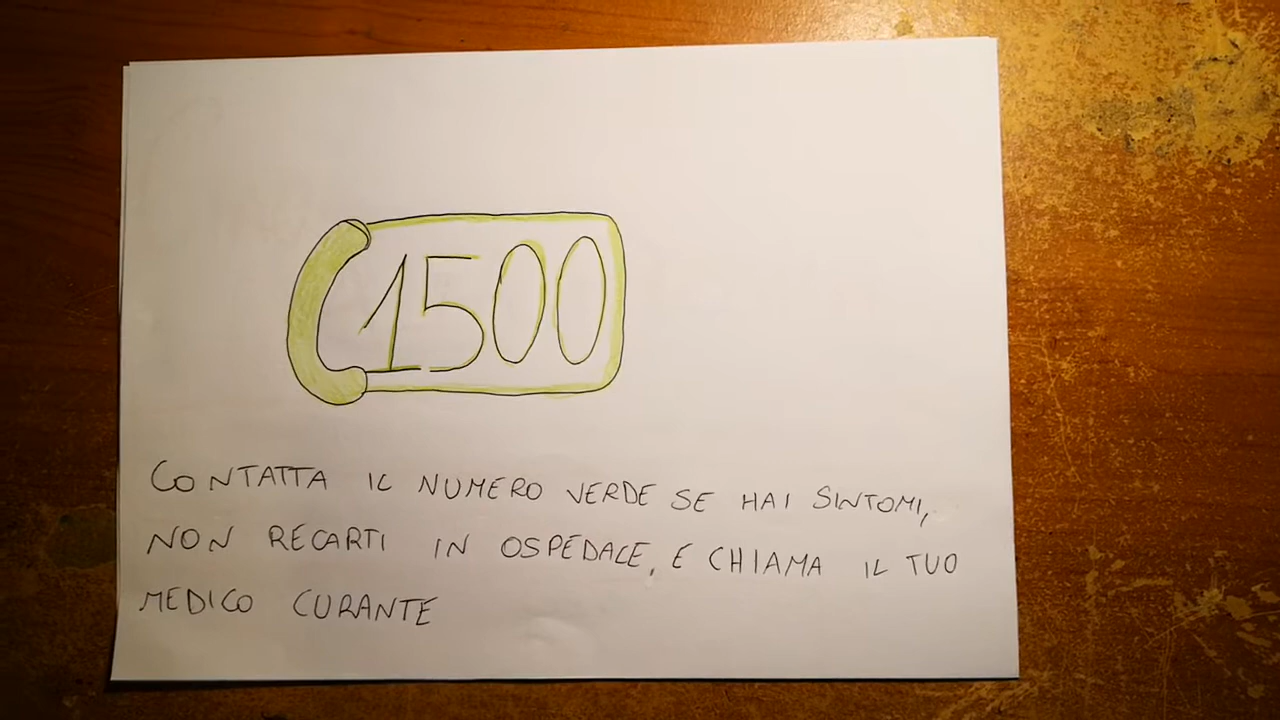 1500
CONTATTA IL NUMERO VERDE SE HAI SINTOMI,
NON RECARTI IN OSPEDALE, E CHIAMA IL TUO
MEDICO CURANTE